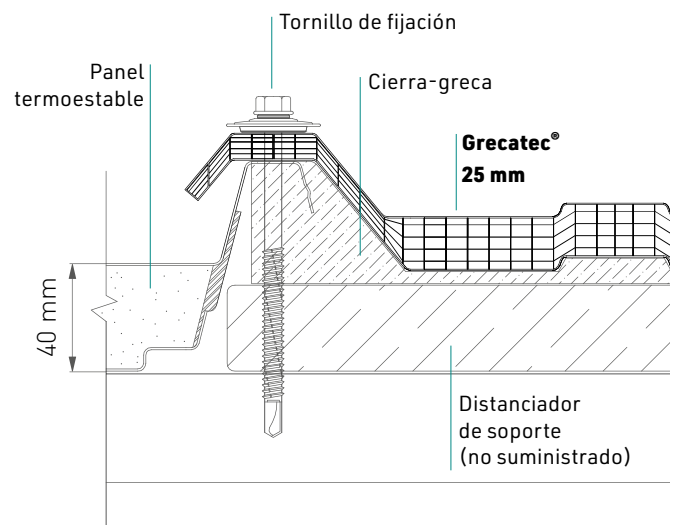 Tornillo de fijación
Panel
termoestable
Cierra-greca
Grecatec®
25 mm
40 mm
Distanciador
de soporte
(no suministrado)